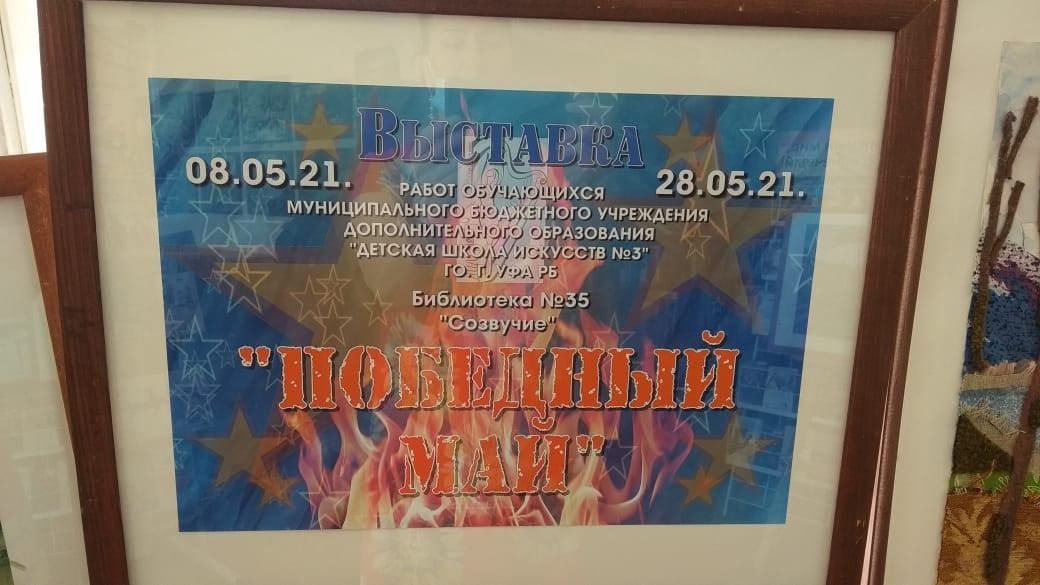 Выставка
08.05.21. 28.05.21.
РАБОТ ОБУЧАЮЩИХСЯ
МУНИЦИПАЛЬНОГО БЮДЖЕТНОГО УЧРЕЖДЕНИЯ
ДОПОЛНИТЕЛЬНОГО ОБРАЗОВАНИЯ
"ДЕТСКАЯ ШКОЛА ИСКУССТВ №3"
ГО. Г. УФА РБ
Библиотека №35
"Созвучие"
"ПОБЕДНЫЙ
МАЙ"